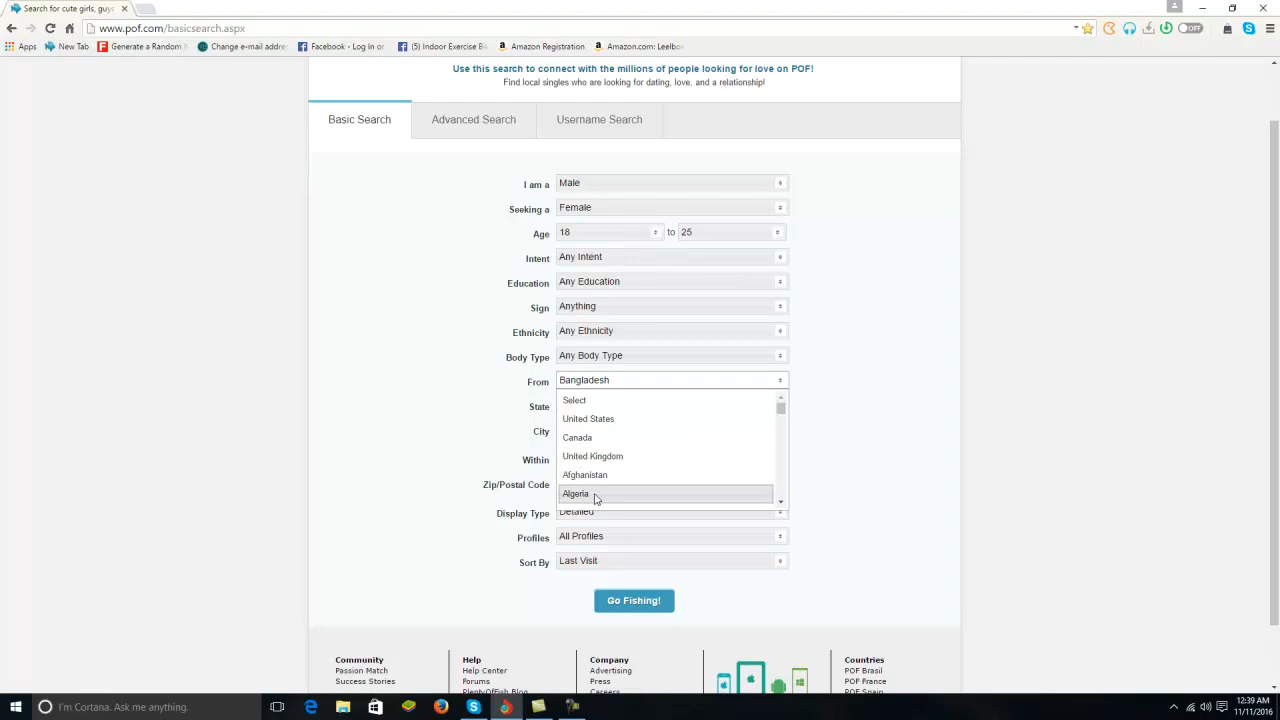 Search for cute girls, guys
www.pof.com/basicsearch.aspx
OFF
Apps
New Tab
Generate a Random
Change e-mail addre
Facebook - Log In or
(5) Indoor Exercise Bi
Amazon Registration
Amazon.com: Leelbo
Use this search to connect with the millions of people looking for love on POF!
Find local singles who are looking for dating, love, and a relationship!
Basic Search
Advanced Search
Username Search
I am a Male
Seeking a Female
Age 18 to 25
Intent Any Intent
Education Any Education
Sign Anything
Ethnicity Any Ethnicity
Body Type Any Body Type
From Bangladesh
Select
State
United States
City
Canada
Within
United Kingdom
Afghanistan
Zip/Postal Code
Algeria
Display Type Detailed
Profiles All Profiles
Sort By Last Visit
Go Fishing!
Community
Passion Match
Success Stories
Help
Help Center
Forums
PlentyOfFish Blog
Company
Advertising
Press
Careers
Countries
POF Brasil
POF France
POF Spain
I'm Cortana. Ask me anything.
12:39 AM
11/11/2016